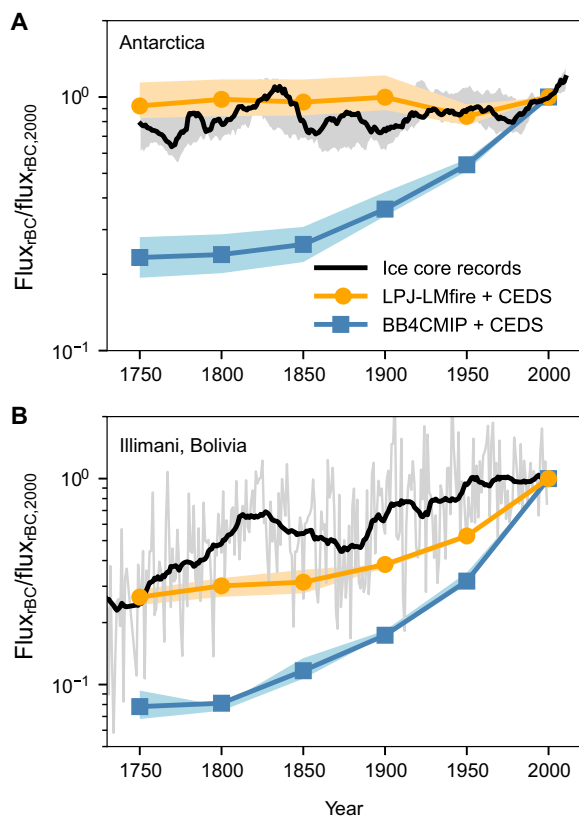 A
Antarctica
Flux_rBC/flux_rBC,2000
10^0
10^−1
Ice core records
LPJ-LMfire + CEDS
BB4CMIP + CEDS
1750 1800 1850 1900 1950 2000
B
Illimani, Bolivia
Flux_rBC/flux_rBC,2000
10^0
10^−1
1750 1800 1850 1900 1950 2000
Year